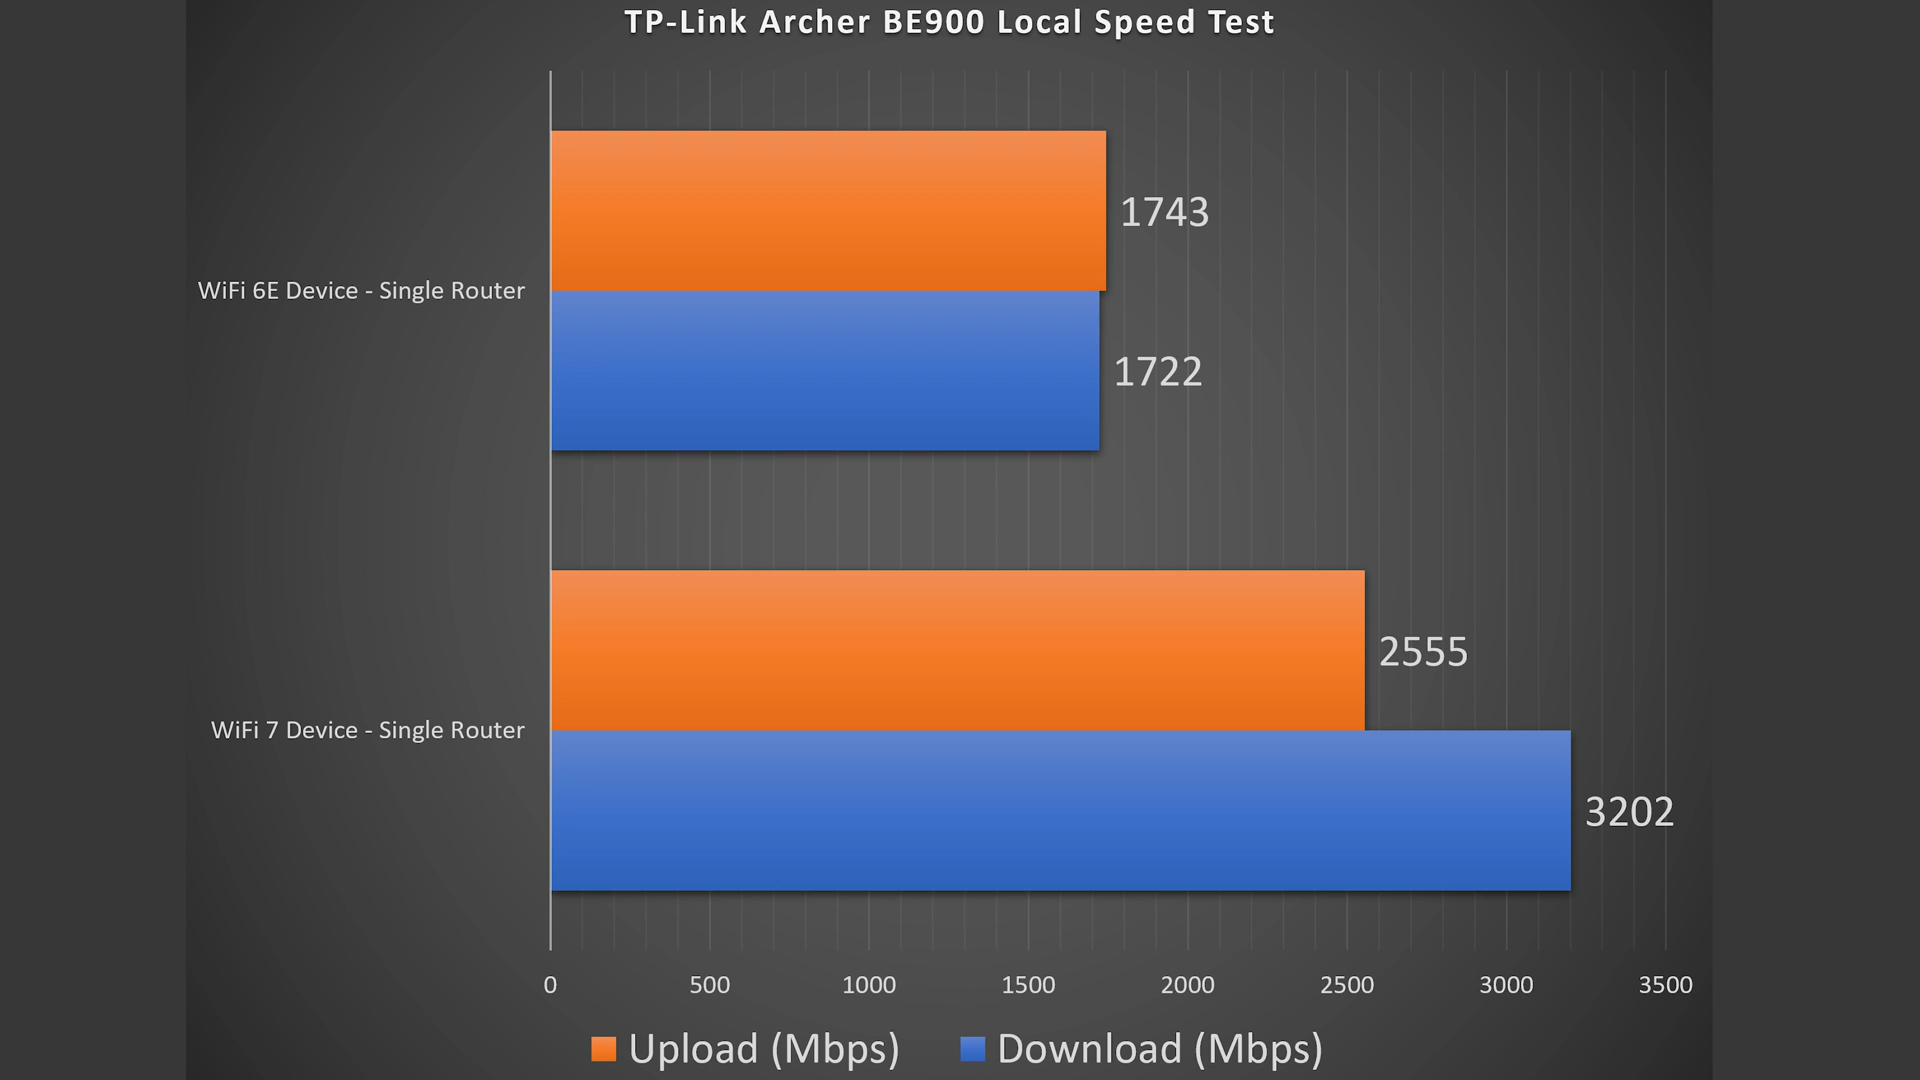 TP-Link Archer BE900 Local Speed Test
1743
WiFi 6E Device - Single Router
1722
2555
WiFi 7 Device - Single Router
3202
0 500 1000 1500 2000 2500 3000 3500
Upload (Mbps) Download (Mbps)